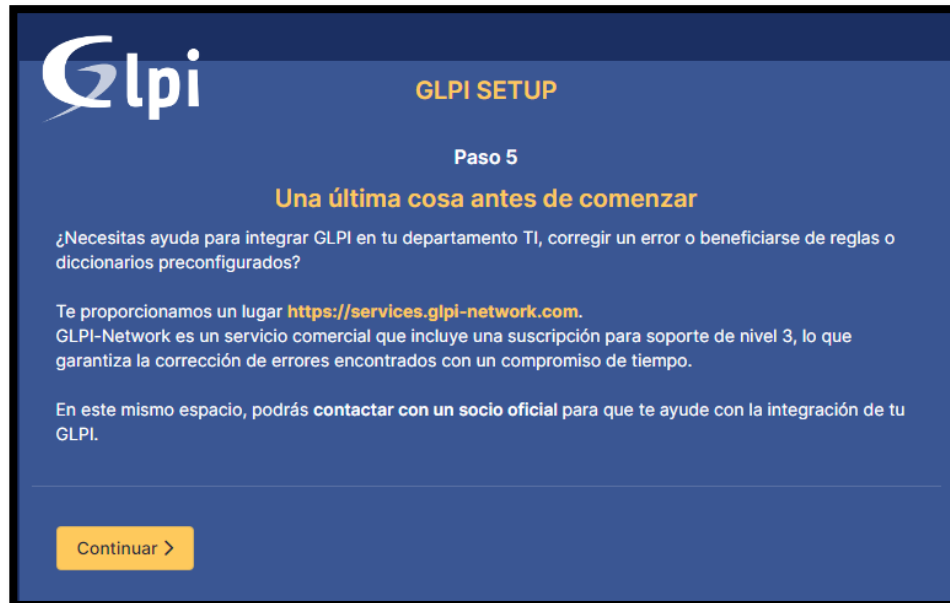 Glpi
GLPI SETUP
Paso 5
Una última cosa antes de comenzar
¿Necesitas ayuda para integrar GLPI en tu departamento TI, corregir un error o beneficiarse de reglas o
diccionarios preconfigurados?
Te proporcionamos un lugar https://services.glpi-network.com.
GLPI-Network es un servicio comercial que incluye una suscripción para soporte de nivel 3, lo que
garantiza la corrección de errores encontrados con un compromiso de tiempo.
En este mismo espacio, podrás contactar con un socio oficial para que te ayude con la integración de tu
GLPI.
Continuar